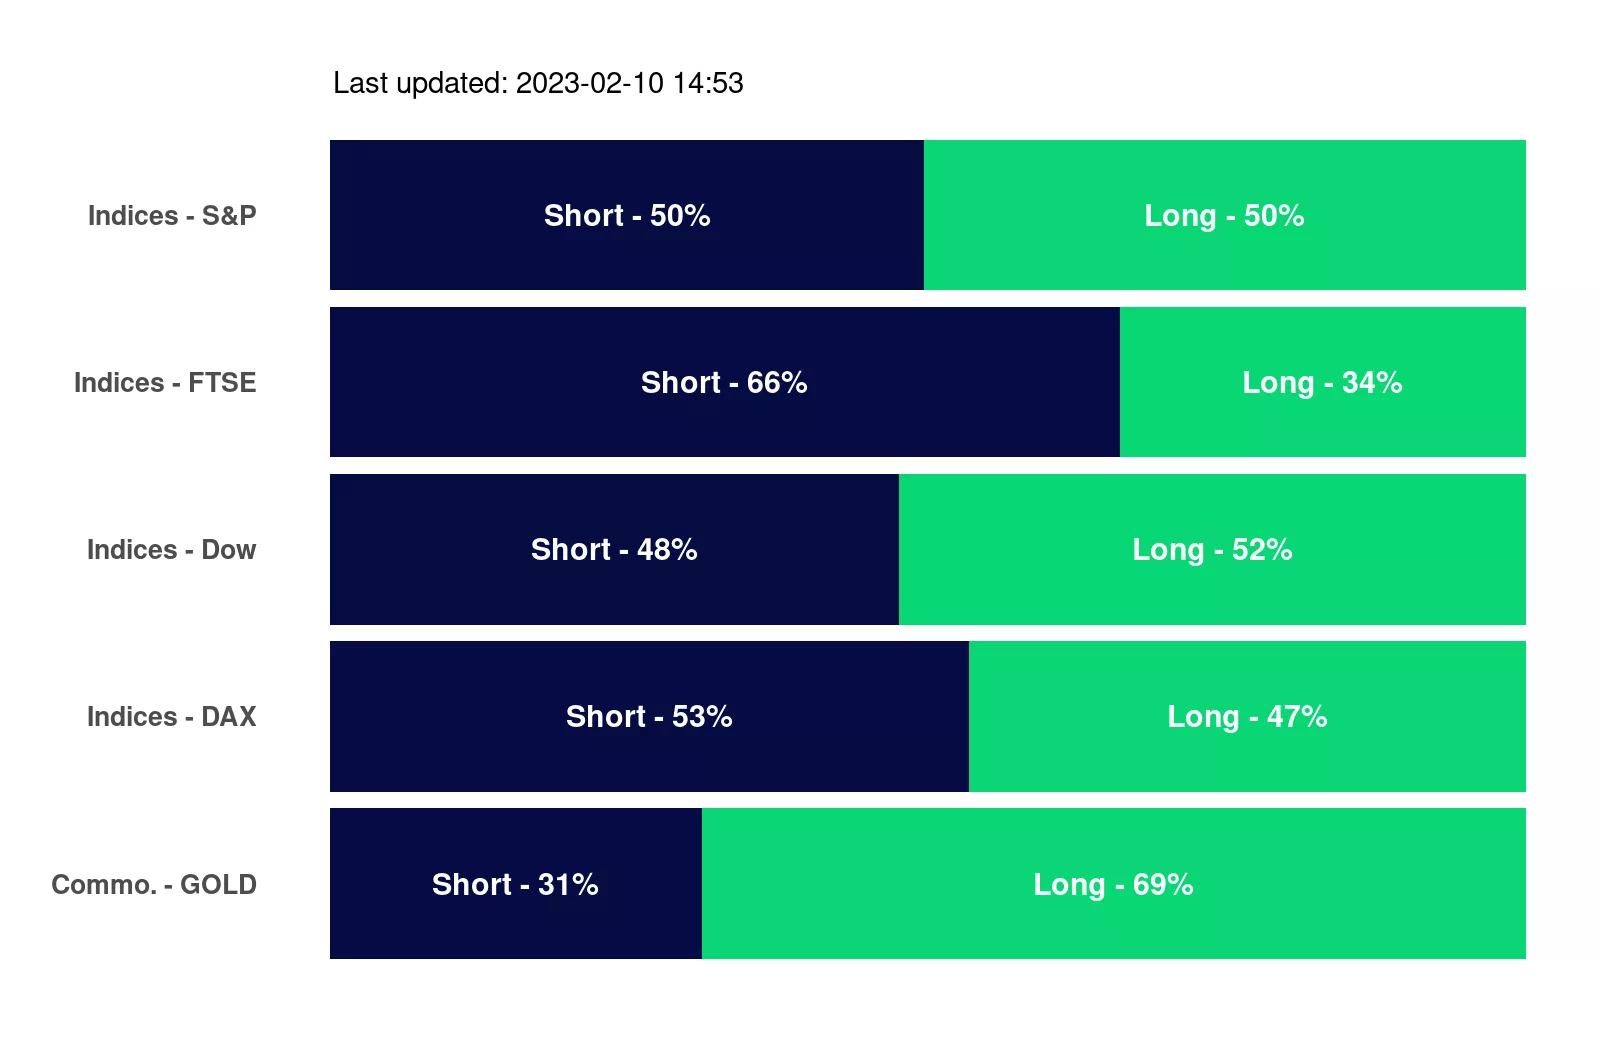 Last updated: 2023-02-10 14:53
Indices - S&P Short - 50% Long - 50%
Indices - FTSE Short - 66% Long - 34%
Indices - Dow Short - 48% Long - 52%
Indices - DAX Short - 53% Long - 47%
Commo. - GOLD Short - 31% Long - 69%